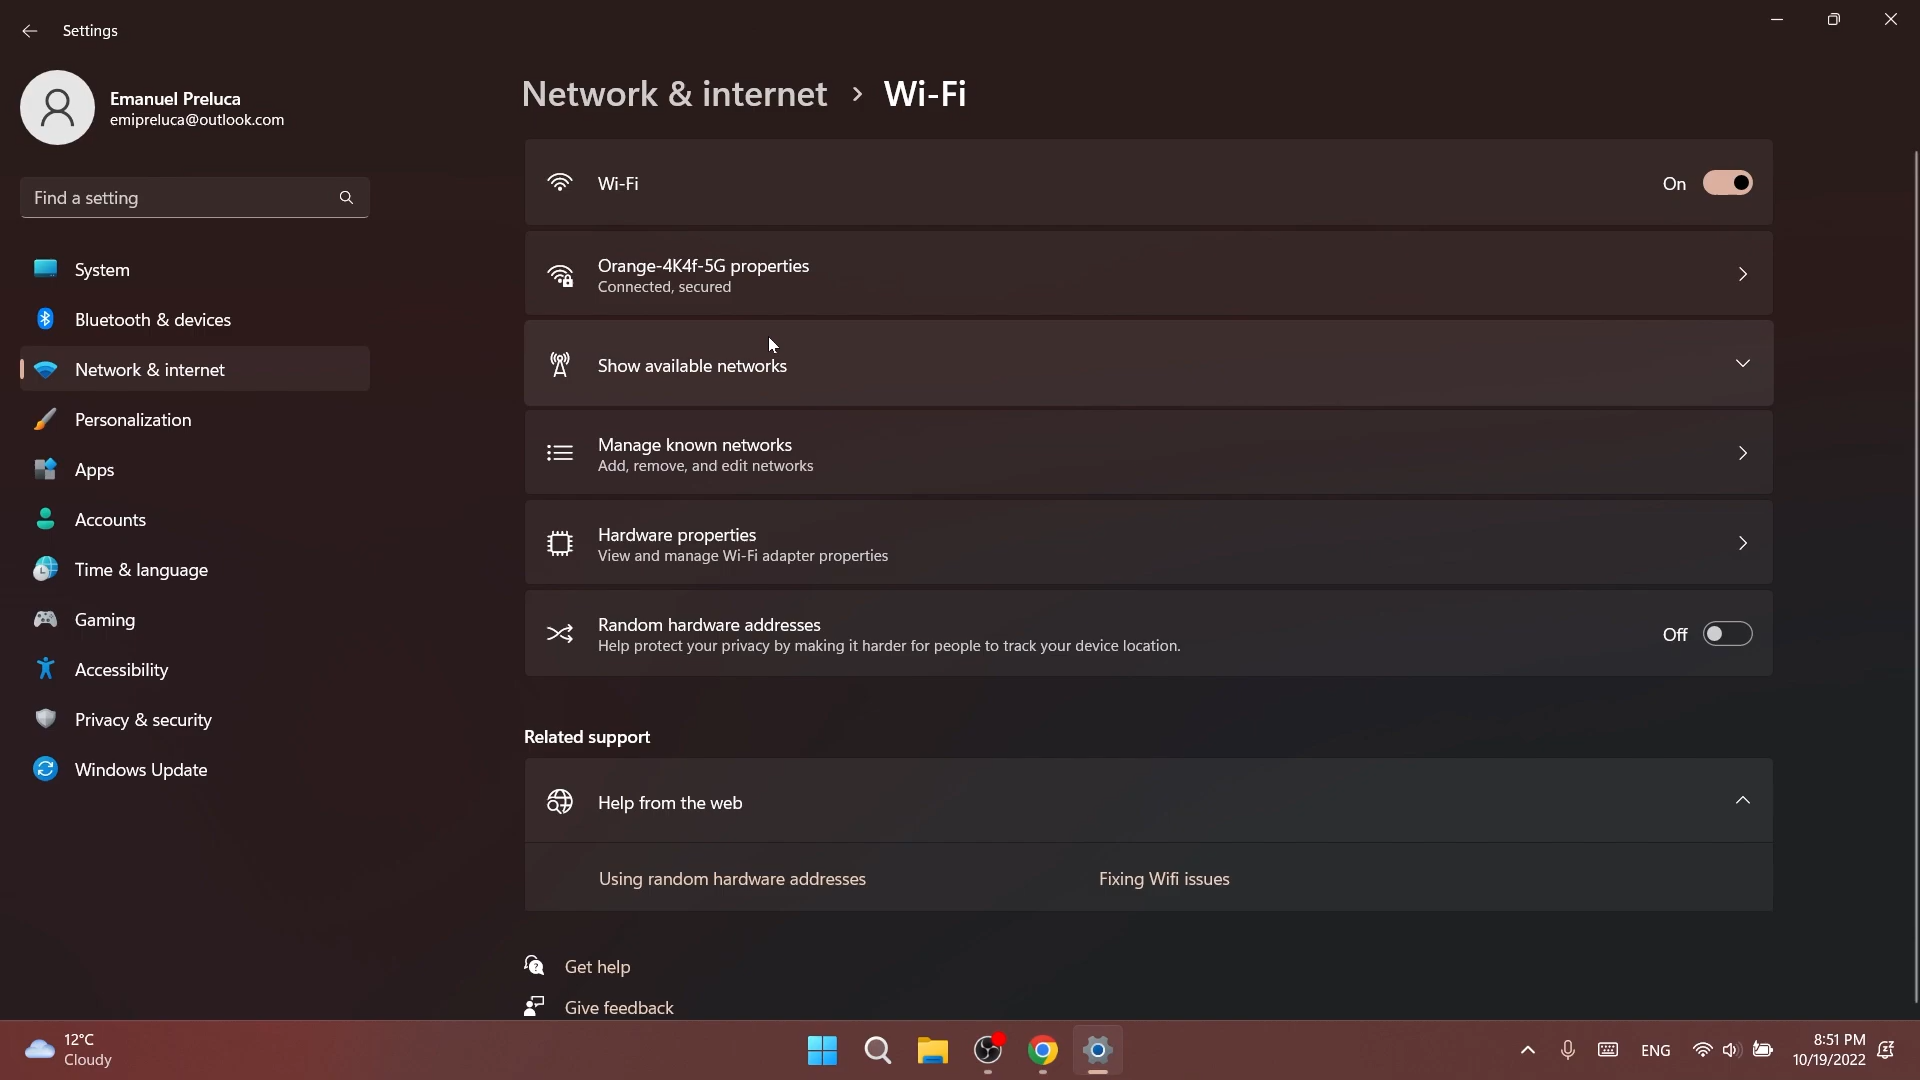 Settings
Emanuel Preluca
emipreluca@outlook.com
Find a setting
System
Bluetooth & devices
Network & internet
Personalization
Apps
Accounts
Time & language
Gaming
Accessibility
Privacy & security
Windows Update
Network & internet › Wi-Fi
Wi-Fi
On
Orange-4K4f-5G properties
Connected, secured
Show available networks
Manage known networks
Add, remove, and edit networks
Hardware properties
View and manage Wi-Fi adapter properties
Random hardware addresses
Help protect your privacy by making it harder for people to track your device location.
Off
Related support
Help from the web
Using random hardware addresses
Fixing Wifi issues
Get help
Give feedback
12°C
Cloudy
ENG
8:51 PM
10/19/2022